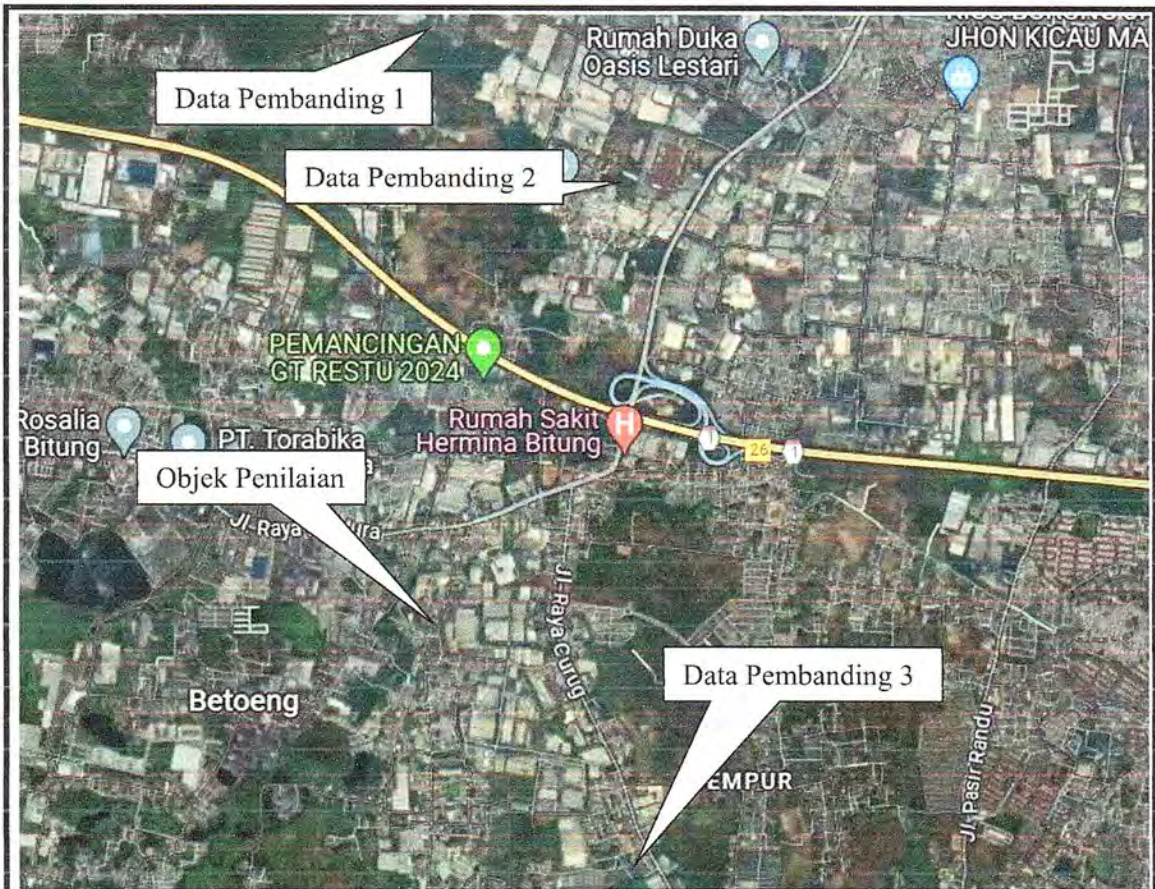 JHON KICAU MA
Rumah Duka
Oasis Lestari
Data Pembanding 1
Data Pembanding 2
PEMANCINGAN
GT RESTU 2024
Rumah Sakit
Hermina Bitung
H
1
26
1
Rosalia
Bitung
PT. Torabika
Objek Penilaian
Jl. Raya
Jl. Raya Curug
Data Pembanding 3
Betoeng
EMPUR
Jl. Pasir Randu